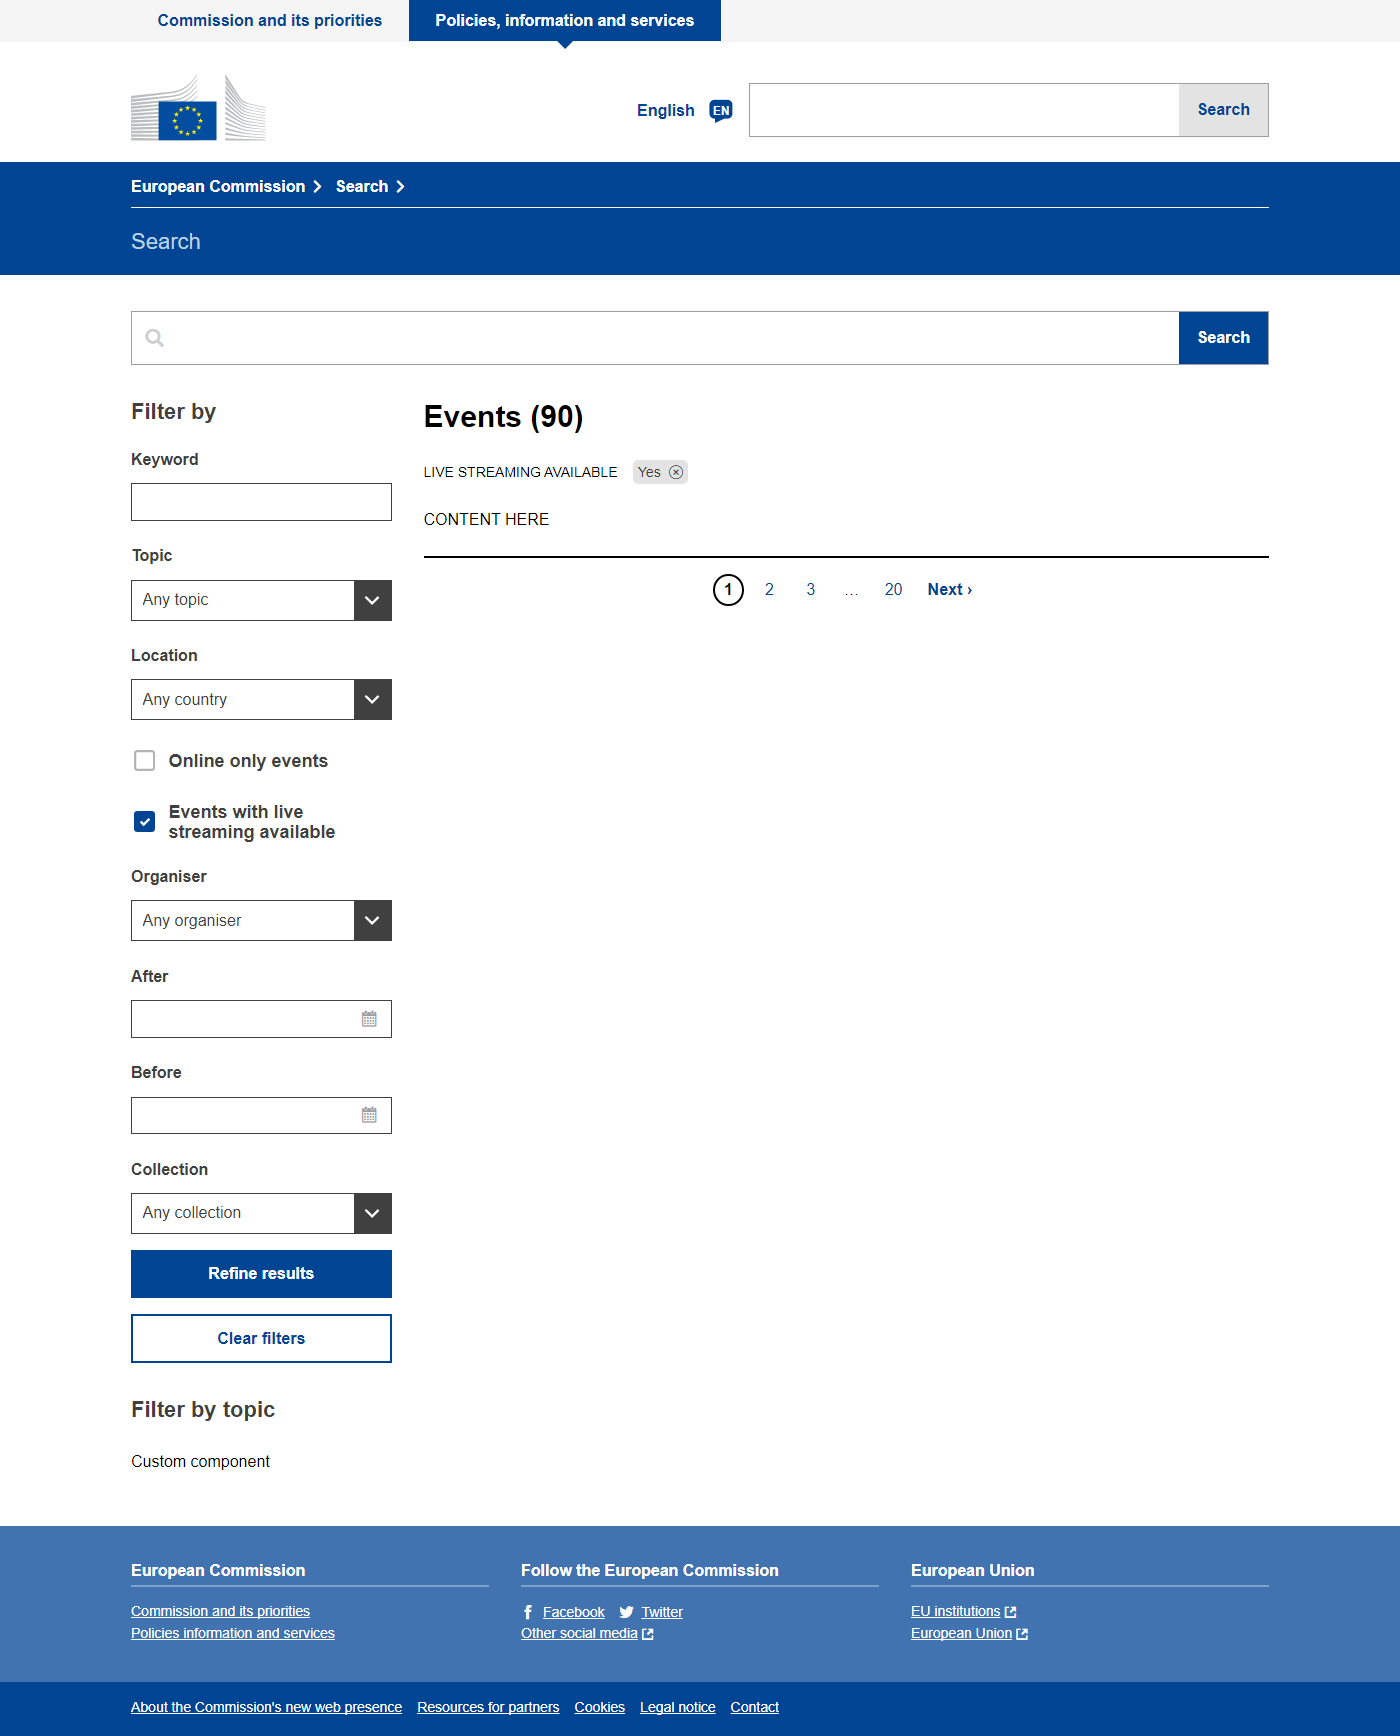 Commission and its priorities
Policies, information and services
English EN
Search
European Commission
Search
Search
Search
Filter by
Keyword
Topic
Any topic
Location
Any country
Online only events
Events with live
streaming available
Organiser
Any organiser
After
Before
Collection
Any collection
Refine results
Clear filters
Filter by topic
Custom component
Events (90)
LIVE STREAMING AVAILABLE Yes
CONTENT HERE
1 2 3 … 20 Next ›
European Commission
Commission and its priorities
Policies information and services
Follow the European Commission
Facebook Twitter
Other social media
European Union
EU institutions
European Union
About the Commission's new web presence Resources for partners Cookies Legal notice Contact